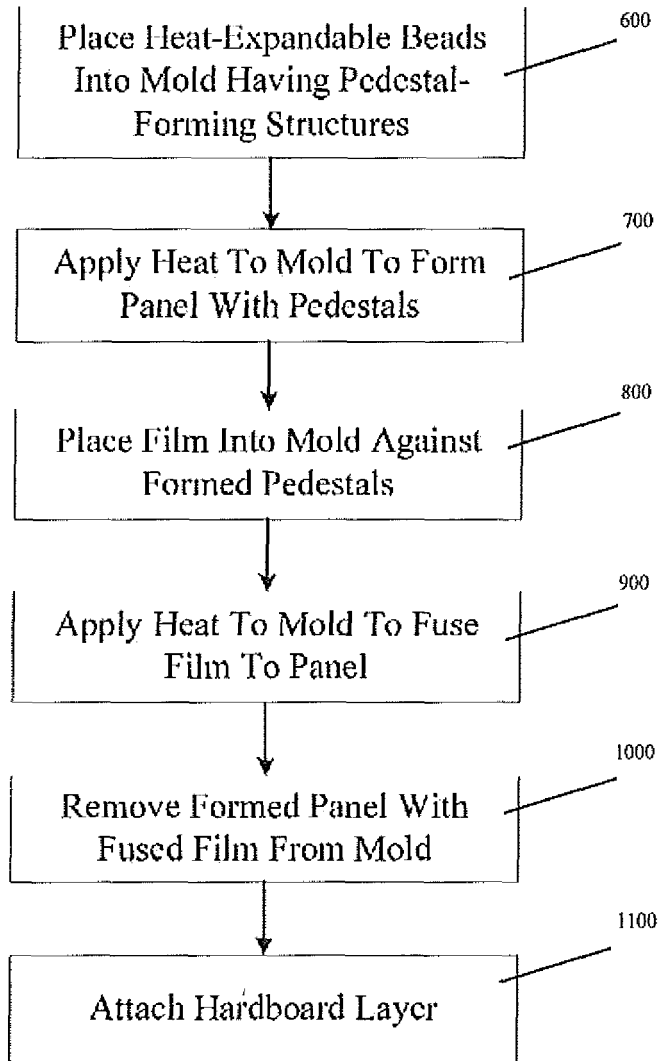 Place Heat-Expandable Beads
Into Mold Having Pedestal-
Forming Structures
600
Apply Heat To Mold To Form
Panel With Pedestals
700
Place Film Into Mold Against
Formed Pedestals
800
Apply Heat To Mold To Fuse
Film To Panel
900
Remove Formed Panel With
Fused Film From Mold
1000
Attach Hardboard Layer
1100